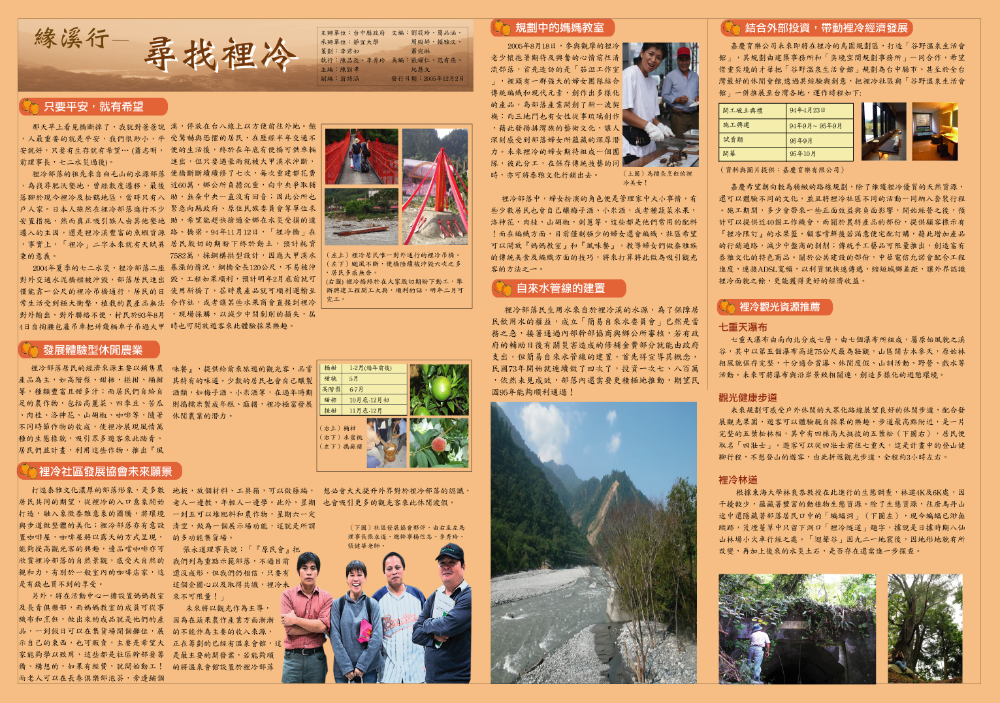 緣溪行—
尋找裡冷
主辦單位：台中縣政府
承辦單位：靜宜大學
策劃：李君如
執行：陳品孜、李秀玲
主編：陳勁孝
副編：翁詩涵
文編：劉筱玲、簡品涵、
周殿婷、賴雅汝、
蕭宛琳
美編：張耀仁、范宥燕、
紀慧文
發行日期：2005年12月2日
只要平安，就有希望
那天早上看見橋斷掉了，我就對爸爸說
，人最重要的就是平安，我們很渺小，平
安就好，只要有生存就有希望… (蕭志明，
前理事長，七二水災過後)。
裡冷部落的祖先來自白毛山的水源部落
，為找尋肥沃墾地，曾經數度遷移，最後
落腳於現今裡冷及松鶴地區，當時只有八
戶人家。日本人雖然在裡冷部落進行不少
安置措施，然而真正吸引族人由其他墾地
遷入的主因，還是裡冷溪豐富的魚蝦資源
，事實上，「裡冷」二字本來就有天賦異
秉的意義。
2004年夏季的七二水災，裡冷部落二座
對外交通水泥橋樑被沖毀，部落居民進出
僅能靠一公尺的裡冷吊橋通行，居民的日
常生活受到極大衝擊，植栽的農產品無法
對外輸出，對外聯絡不便，村民於93年8月
4日自掏腰包雇吊車把卅幾輛車子吊過大甲
溪，停放在台八線上以方便前往外地。飽
受驚嚇與恐懼的居民，在歷經半年交通不
便的生活後，終於在年底有便橋可供車輛
進出，但只要遇豪雨就被大甲溪水沖斷，
便橋斷斷續續修了七次，每次重建都花費
近60萬，鄉公所負擔沉重，向中央爭取補
助，無奈中央一直沒有回音；因此公所也
緊急向縣政府、原住民族委員會等單位求
助，希望能趕快搶通全鄉在水災受損的道
路、橋梁。94年11月12日，「裡冷橋」在
居民殷切的期盼下終於動土，預計耗資
7582萬，採鋼構拱型設計，因應大甲溪水
暴漲的情況，鋼橋全長120公尺，不易被沖
毀，工程如果順利，預計明年2月底前就可
使用新橋了，屆時農產品就可順利運輸至
合作社，或者讓某些水果商會直接到裡冷
，現場採購，以減少中間剝削的損失，屆
時也可開放遊客來此體驗採果樂趣。
（左上）裡冷居民唯一對外通行的裡冷吊橋。
（左下）颱風不斷，便橋陸續被沖毀六次之多
，居民多感無奈。
(右圖)裡冷橋終於在大家殷切期盼下動工，舉
辦興建工程開工大典，順利的話，明年二月可
完工。
發展體驗型休閒農業
裡冷部落居民的經濟來源主要以銷售農
產品為主，如高階梨、甜柿、椪柑、桶柑
等，種類豐富且甜多汁；而居民們自給自
足的農作物，包括高麗菜、四季豆、苦瓜
、肉桂、洛神花、山胡椒、咖啡等，隨著
不同時節作物的收成，使裡冷展現風情萬
種的生態樣貌，吸引眾多遊客來此踏青。
居民們並計畫，利用這些作物，推出『風
味餐』，提供給前來旅遊的觀光客，品嘗
其特有的味道。少數的居民也會自己釀製
酒類，如梅子酒、小米酒等，在過年時期
則搗糯米製成年糕、麻糬，裡冷極富發展
休閒農業的潛力。
桶柑 1-2月(過年前後)
甜桃 5月
高階梨 6-7月
甜柿 10月底-12月初
椪柑 11月底-12月
（右上）桶柑
（右下）水蜜桃
（左下）搗麻糬
裡冷社區發展協會未來願景
打造泰雅文化濃厚的部落形象，是多數
居民共同的期望，從裡冷的入口意象開始
打造，融入象徵泰雅意象的圖騰，將環境
與步道做整體的美化；裡冷部落亦有意設
置咖啡屋，咖啡屋將以露天的方式呈現，
能夠提高觀光客的興趣，邊品嚐咖啡亦可
欣賞裡冷部落的自然景觀，感受大自然的
親和力，有別於一般室內的咖啡店家，這
是有錢也買不到的享受。
另外，將在活動中心一樓設置媽媽教室
及長青俱樂部，而媽媽教室的成員可從事
織布和烹飪，做出來的成品就是他們的產
品，一到假日可以在集貨場開個攤位，展
示自己的東西，也可販賣，主要是希望大
家能夠學以致用，這些都是社區幹部要籌
備、構想的，如果有經費，就開始動工！
而老人可以在長春俱樂部泡茶，旁邊鋪個
地板，放個材料、工具箱，可以做藤編，
老人一邊教，年輕人一邊學。此外，星期
一到五可以堆肥料和農作物，星期六一定
清空，做為一個展示場功能，這就是所謂
的多功能集貨場。
張永道理事長說：「『原民會』把
我們列為重點示範部落，不過目前
還沒成形，但我們仍相信，只要有
這個企圖心以及取得共識，裡冷未
來不可限量！」
未來將以觀光作為主導，
因為在蔬果農作產業方面漸漸
的不能作為主要的收入來源，
正在籌劃的已經有溫泉會館，這
是最主要的開發案，若能夠順
的將溫泉會館設置於裡冷部落
想必會大大提升外界對於裡冷部落的認識，
也會吸引更多的觀光客來此休閒渡假。
（下圖）社區發展協會夥伴，由右至左為
理事長張永道、總幹事楊信志、李秀玲、
張健華老師。
規劃中的媽媽教室
2005年8月18日，參與觀摩的裡冷
老少懷抱著期待及興奮的心情前往清
流部落，首先造訪的是「茹沮工作室
」，裡頭有一群強大的婦女團隊結合
傳統編織和現代元素，創作出多樣化
的產品，為部落產業開創了新一波契
機；而三地門也有女性從事琉璃創作
，藉此發揚排灣族的藝術文化，讓人
深刻感受到部落婦女所蘊藏的深厚潛
力。未來裡冷的婦女期待組成一個團
隊，彼此分工，在保存傳統技藝的同
時，亦可將泰雅文化行銷出去。
（上圖）為擅長烹飪的裡
冷美女！
裡冷部落中，婦女扮演的角色便是管理家中大小事情，有
些少數居民也會自己釀梅子酒、小米酒，或者種蔬菜水果，
洛神花，肉桂，山胡椒，刺蔥等，這些都是他們常用的配料
！而在編織方面，目前僅剩極少的婦女還會編織，社區希望
可以開放『媽媽教室』和『風味餐』，教導婦女們做泰雅族
的傳統美食及編織方面的技巧，將來打算將此做為吸引觀光
客的方法之一。
自來水管線的建置
裡冷部落民生用水來自於裡冷溪的水源，為了保障居
民飲用水的權益，成立「簡易自來水委員會」已然是當
務之急，接著通過內部幹部協商與鄉公所審核，若有政
府的輔助日後有關災害造成的修補金費部分就能由政府
支出，但簡易自來水管線的建置，首先得宣導其概念，
民國73年開始就連續做了四次了，投資一次七、八百萬
，依然未見成效，部落內還需要更積極地推動，期望民
國95年能夠順利通過！
結合外部投資，帶動裡冷經濟發展
嘉慶育樂公司未來即將在裡冷的鳥園規劃區，打造「谷野溫泉生活會
館」，其規劃由建築事務所和「奕境空間規劃事務所」一同合作，希望
借重奕境的才華把「谷野溫泉生活會館」規劃為台中縣市、甚至於全台
灣最好的休閒會館,透過其經驗與創意，把裡冷社區與「谷野溫泉生活會
館」一併推展至台灣各地，運作時程如下:
開工破土典禮 94年4月23日
施工興建 94年9月~ 95年9月
試賣期 95年9月
開幕 95年10月
（資料與圖片提供：嘉慶育樂有限公司）
嘉慶希望朝向較為精緻的路線規劃，除了維護裡冷優質的天然資源，
還可以體驗不同的文化，並且將裡冷社區不同的活動一同納入套裝行程
。施工期間，多少會帶來一些正面效益與負面影響，開始經營之後，預
計可以提供近40個工作機會，而關於農特產品的部份，提供顧客標示有
『裡冷限訂』的水果籃，顧客嚐鮮後若滿意便宅配訂購，藉此增加產品
的行銷通路，減少中盤商的剝削；傳統手工藝品可限量推出，創造富有
泰雅文化的特色商品。關於公共建設的部份，中華電信允諾會配合工程
進度，連接ADSL寬頻，以利資訊快速傳遞，縮短城鄉差距，讓外界認識
裡冷面貌之餘，更能獲得更好的經濟收益。
裡冷觀光資源推薦
七重天瀑布
七重天瀑布由南向北分成七層，由七個瀑布所組成，屬原始風貌之溪
谷，其中以第五個瀑布高達75公尺最為壯觀，山區間古木參天，原始林
相風貌保存完整，十分適合賞瀑、休閒度假、山訓活動、野營、戲水等
活動。未來可將瀑布與沿岸景致相關連，創造多樣化的遊憩環境。
觀光健康步道
未來規劃可感受戶外休閒的大眾化路線展望良好的休閒步道，配合發
展觀光果園，遊客可以體驗親自採果的樂趣，步道最高點附近，是一片
完整的五葉松林相，其中有四株高大挺拔的五葉松（下圖右），居民便
取名「四壯士」。遊客可以從四壯士前往七重天，這是計畫中的登山健
腳行程，不想登山的遊客，由此折返觀光步道，全程約3小時左右。
裡冷林道
根據東海大學林良恭教授在此進行的生態調查，林道4K及6K處，因
干擾較少，蘊藏著豐富的動植物生態資源。除了生態資源，往唐馬丹山
途中還隱藏著部落居民口中的「蝙蝠洞」（下圖左），現今蝙蝠已渺無
蹤跡，荒煙蔓草中只留下洞口「裡冷隧道」題字，據說是日據時期八仙
山林場小火車行經之處。「迴聲谷」因九二一地震後，因地形地貌有所
改變，再加上後來的水災土石，是否存在還需進一步探查。